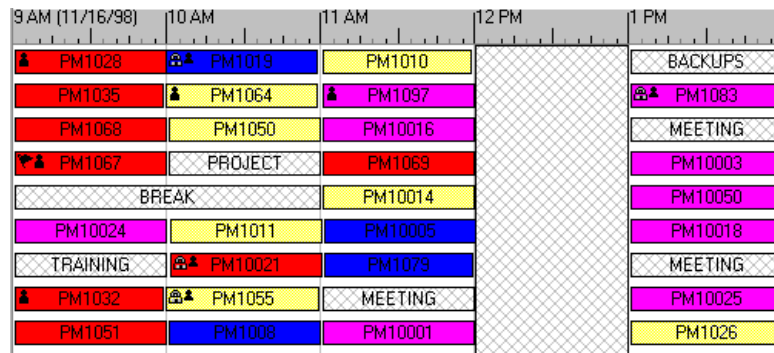 9 AM (11/16/98) 10 AM 11 AM 12 PM 1 PM
PM1028 PM1019 PM1010 BACKUPS
PM1035 PM1064 PM1097 PM1083
PM1068 PM1050 PM10016 MEETING
PM1067 PROJECT PM1069 PM10003
BREAK PM10014 PM10050
PM10024 PM1011 PM10005 PM10018
TRAINING PM10021 PM1079 MEETING
PM1032 PM1055 MEETING PM10025
PM1051 PM1008 PM10001 PM1026